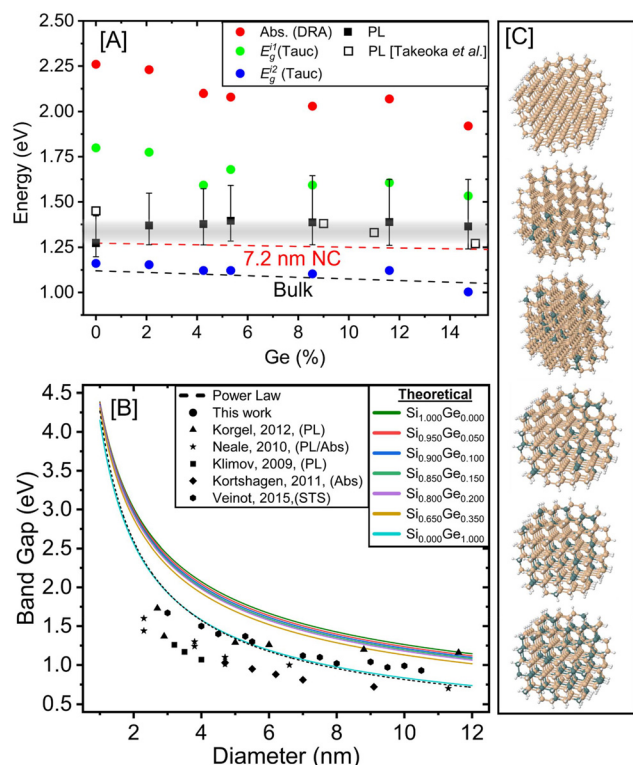 [A]
Abs. (DRA)
E_g^{j1}(Tauc)
E_g^{j2} (Tauc)
PL
PL [Takeoka et al.]
2.50
2.25
2.00
1.75
1.50
1.25
1.00
Energy (eV)
7.2 nm NC
Bulk
0 2 4 6 8 10 12 14
Ge (%)
[B]
Power Law
This work
Korgel, 2012, (PL)
Neale, 2010, (PL/Abs)
Klimov, 2009, (PL)
Kortshagen, 2011, (Abs)
Veinot, 2015,(STS)
Theoretical
Si1.000Ge0.000
Si0.950Ge0.050
Si0.900Ge0.100
Si0.850Ge0.150
Si0.800Ge0.200
Si0.650Ge0.350
Si0.000Ge1.000
4.5
4.0
3.5
3.0
2.5
2.0
1.5
1.0
0.5
Band Gap (eV)
2 4 6 8 10 12
Diameter (nm)
[C]